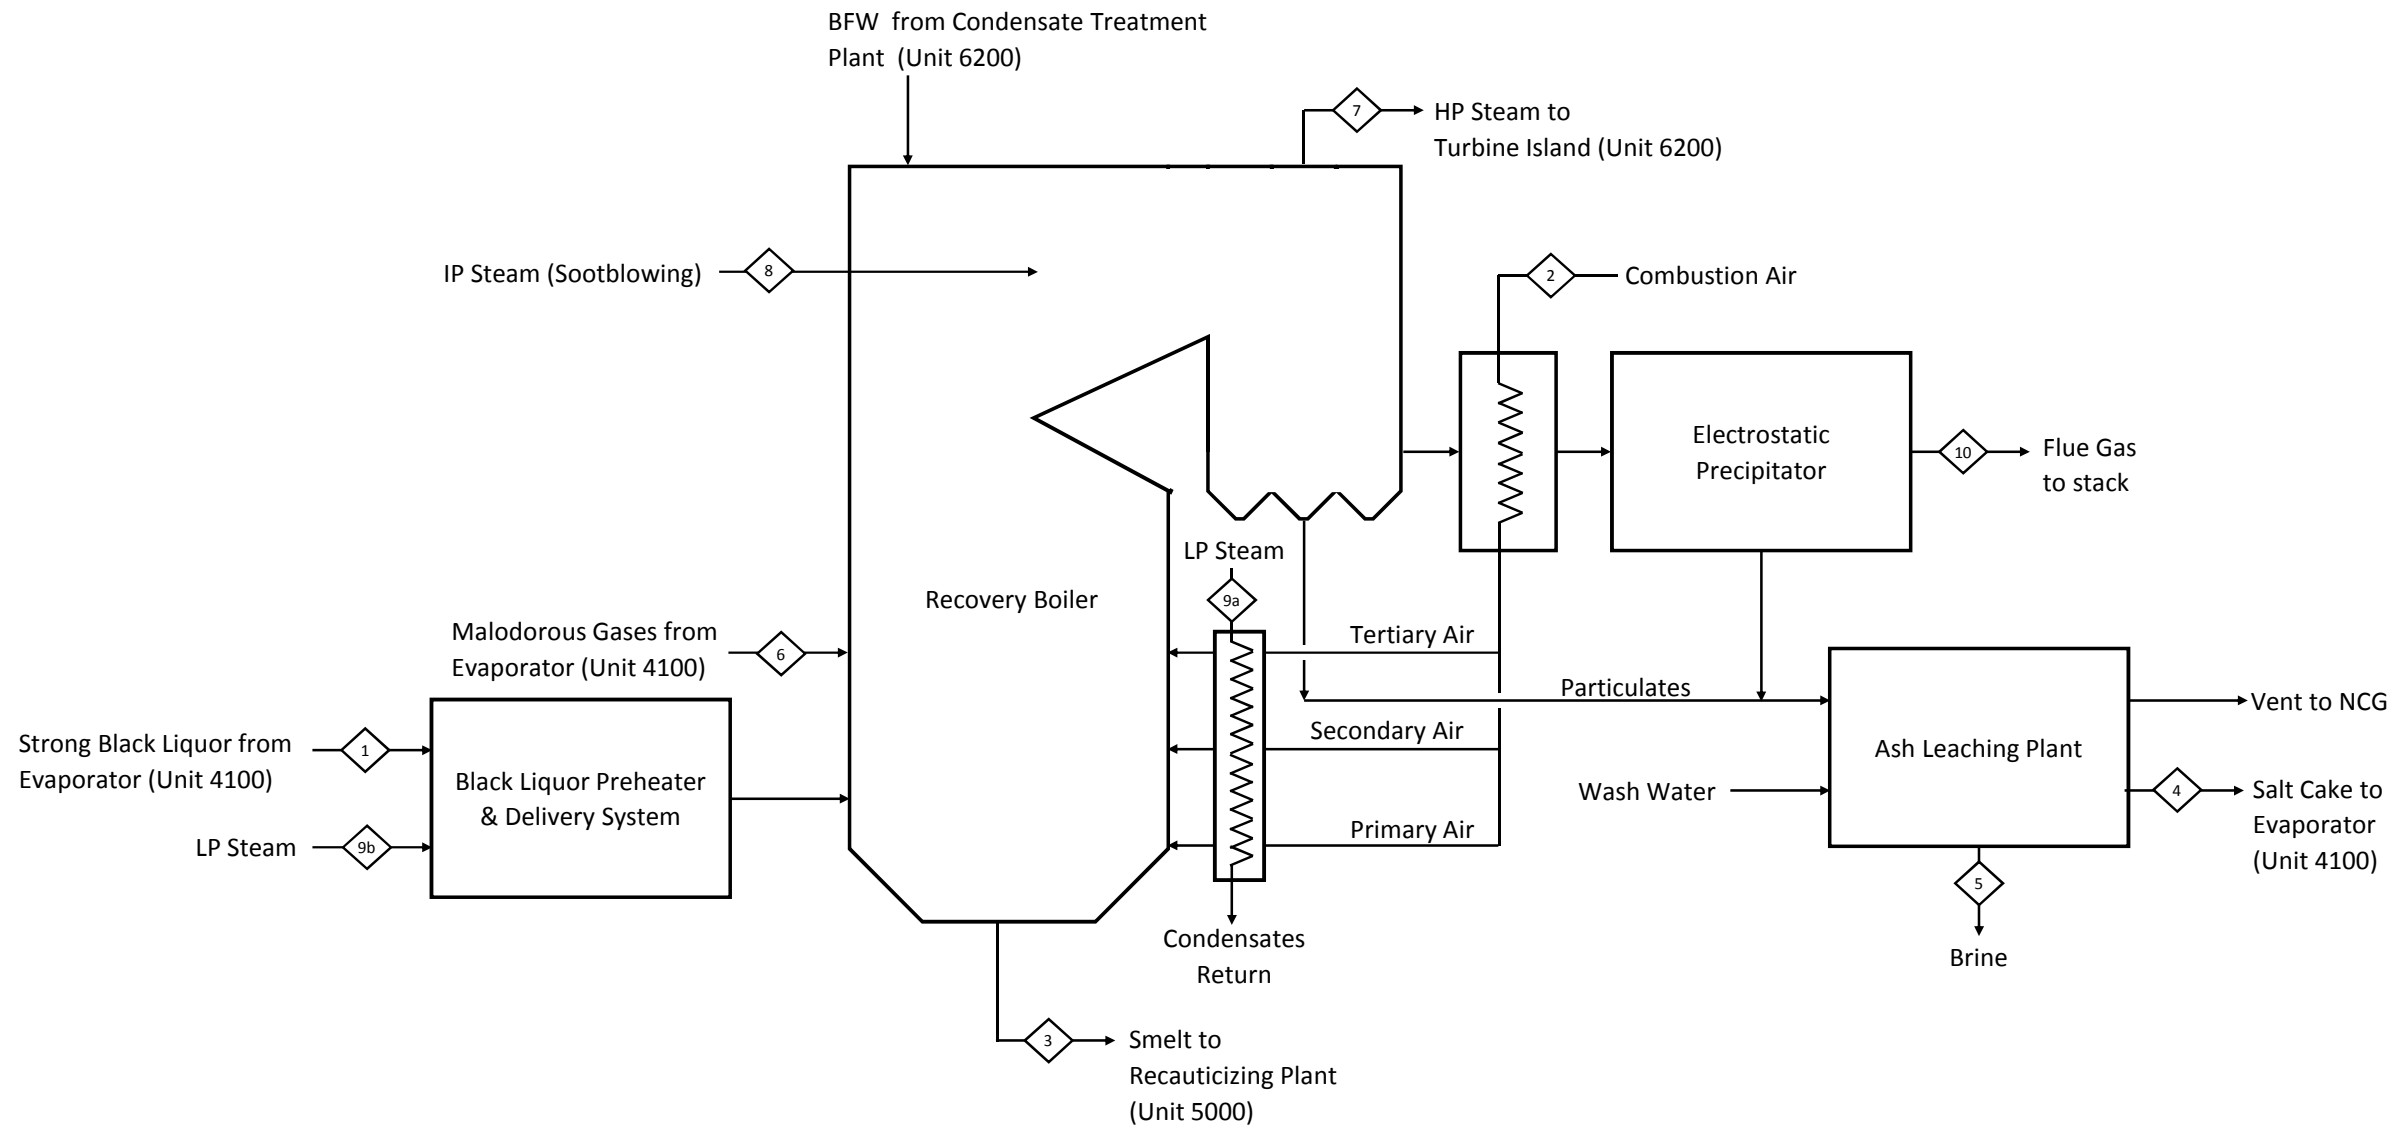 BFW from Condensate Treatment
Plant (Unit 6200)
7
HP Steam to
Turbine Island (Unit 6200)
IP Steam (Sootblowing)
8
2
Combustion Air
Electrostatic
Precipitator
10
Flue Gas
to stack
LP Steam
9a
Recovery Boiler
Malodorous Gases from
Evaporator (Unit 4100)
6
Tertiary Air
Particulates
Secondary Air
Primary Air
Vent to NCG
Strong Black Liquor from
Evaporator (Unit 4100)
1
Black Liquor Preheater
& Delivery System
LP Steam
9b
Ash Leaching Plant
Wash Water
4
Salt Cake to
Evaporator
(Unit 4100)
5
Brine
Condensates
Return
3
Smelt to
Recauticizing Plant
(Unit 5000)